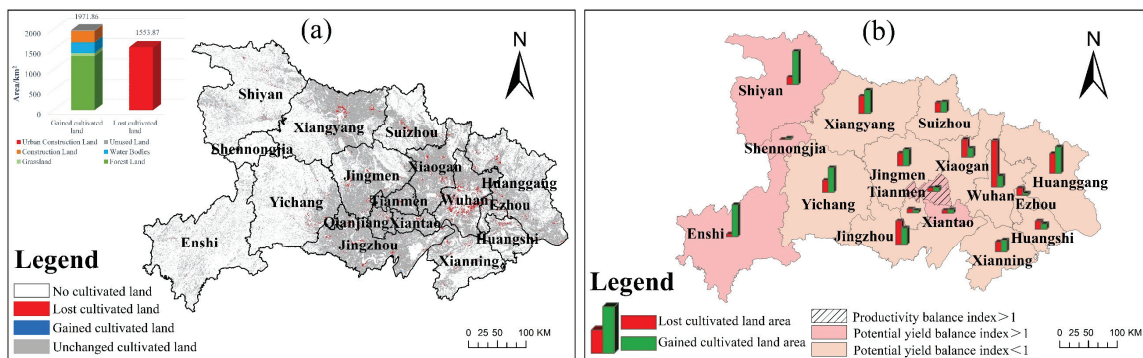 (a)
1971.86
1553.87
2000
1500
1000
500
0
Area/km²
Gained cultivated land
Lost cultivated land
Urban Construction Land
Unused Land
Construction Land
Water Bodies
Grassland
Forest Land
N
Shiyan
Xiangyang
Suizhou
Shennongjia
Jingmen
Xiaogan
Huanggang
Yichang
Tianmen
Wuhan
Ezhou
Qianjiang
Xiantao
Enshi
Jingzhou
Huangshi
Xianning
Legend
No cultivated land
Lost cultivated land
Gained cultivated land
Unchanged cultivated land
0 25 50 100 KM
(b)
N
Shiyan
Xiangyang
Suizhou
Shennongjia
Jingmen
Xiaogan
Huanggang
Tianmen
Yichang
Wuhan
Ezhou
Enshi
Xiantao
Jingzhou
Huangshi
Xianning
Legend
Lost cultivated land area
Gained cultivated land area
Productivity balance index>1
Potential yield balance index>1
Potential yield balance index<1
0 25 50 100 KM